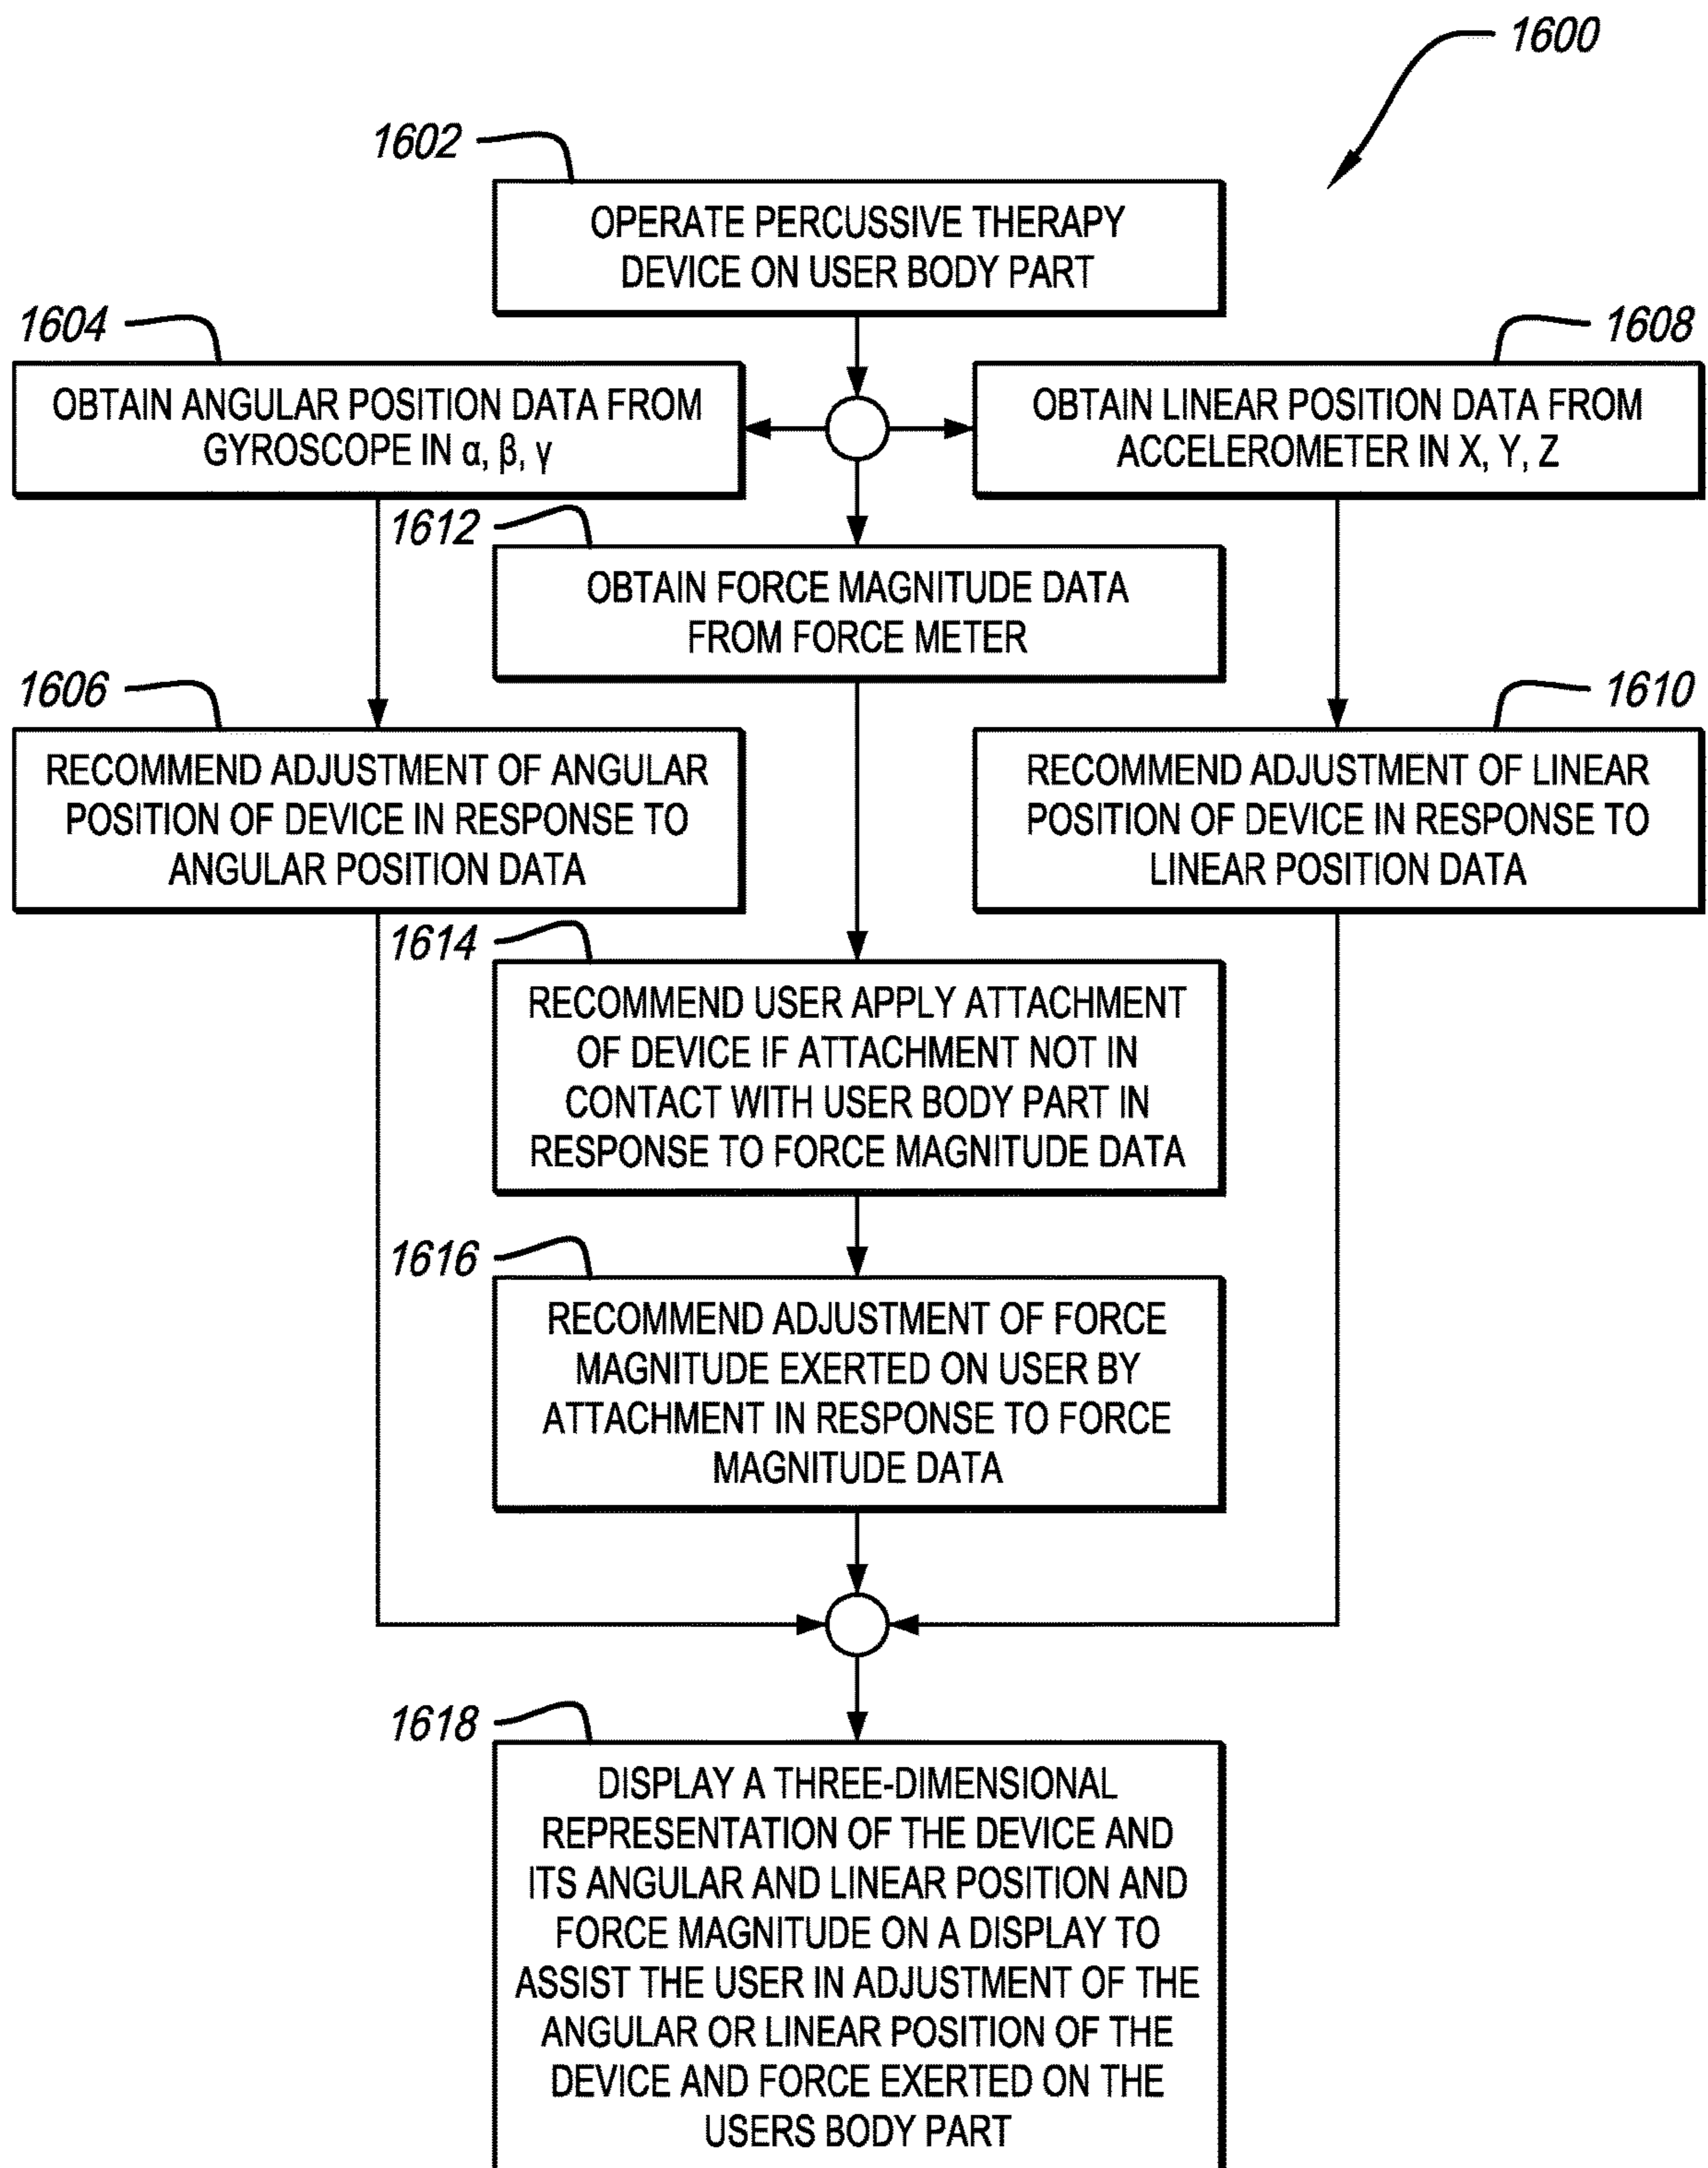 1600
1602
OPERATE PERCUSSIVE THERAPY
DEVICE ON USER BODY PART
1604
OBTAIN ANGULAR POSITION DATA FROM
GYROSCOPE IN α, β, γ
1608
OBTAIN LINEAR POSITION DATA FROM
ACCELEROMETER IN X, Y, Z
1612
OBTAIN FORCE MAGNITUDE DATA
FROM FORCE METER
1606
RECOMMEND ADJUSTMENT OF ANGULAR
POSITION OF DEVICE IN RESPONSE TO
ANGULAR POSITION DATA
1610
RECOMMEND ADJUSTMENT OF LINEAR
POSITION OF DEVICE IN RESPONSE TO
LINEAR POSITION DATA
1614
RECOMMEND USER APPLY ATTACHMENT
OF DEVICE IF ATTACHMENT NOT IN
CONTACT WITH USER BODY PART IN
RESPONSE TO FORCE MAGNITUDE DATA
1616
RECOMMEND ADJUSTMENT OF FORCE
MAGNITUDE EXERTED ON USER BY
ATTACHMENT IN RESPONSE TO FORCE
MAGNITUDE DATA
1618
DISPLAY A THREE-DIMENSIONAL
REPRESENTATION OF THE DEVICE AND
ITS ANGULAR AND LINEAR POSITION AND
FORCE MAGNITUDE ON A DISPLAY TO
ASSIST THE USER IN ADJUSTMENT OF THE
ANGULAR OR LINEAR POSITION OF THE
DEVICE AND FORCE EXERTED ON THE
USERS BODY PART